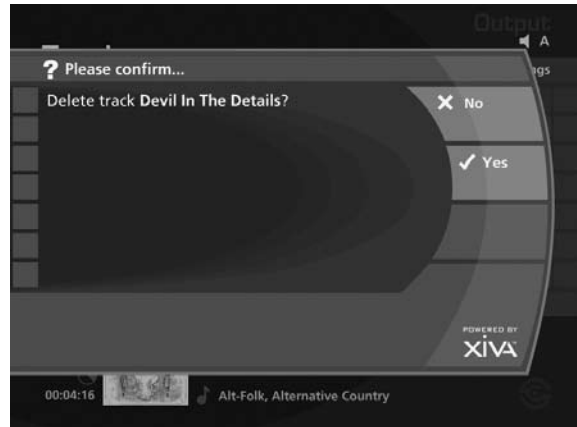 Output
A
? Please confirm...
ngs
Delete track Devil In The Details?
No
Yes
POWERED BY
XiVA
00:04:16
Alt-Folk, Alternative Country